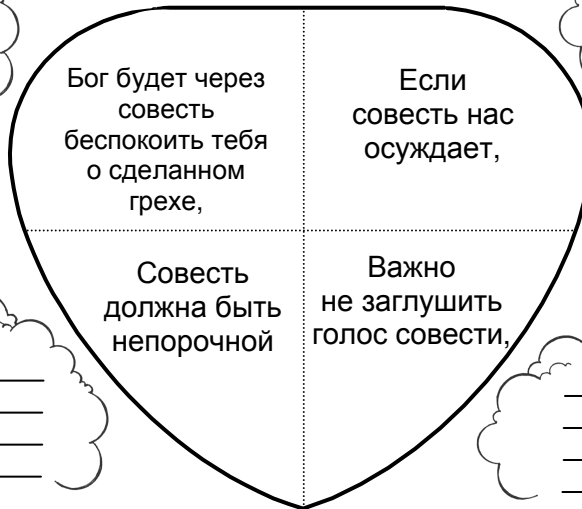 Бог будет через
совесть
беспокоить тебя
о сделанном
грехе,
Если
совесть нас
осуждает,
Совесть
должна быть
непорочной
Важно
не заглушить
голос совести,